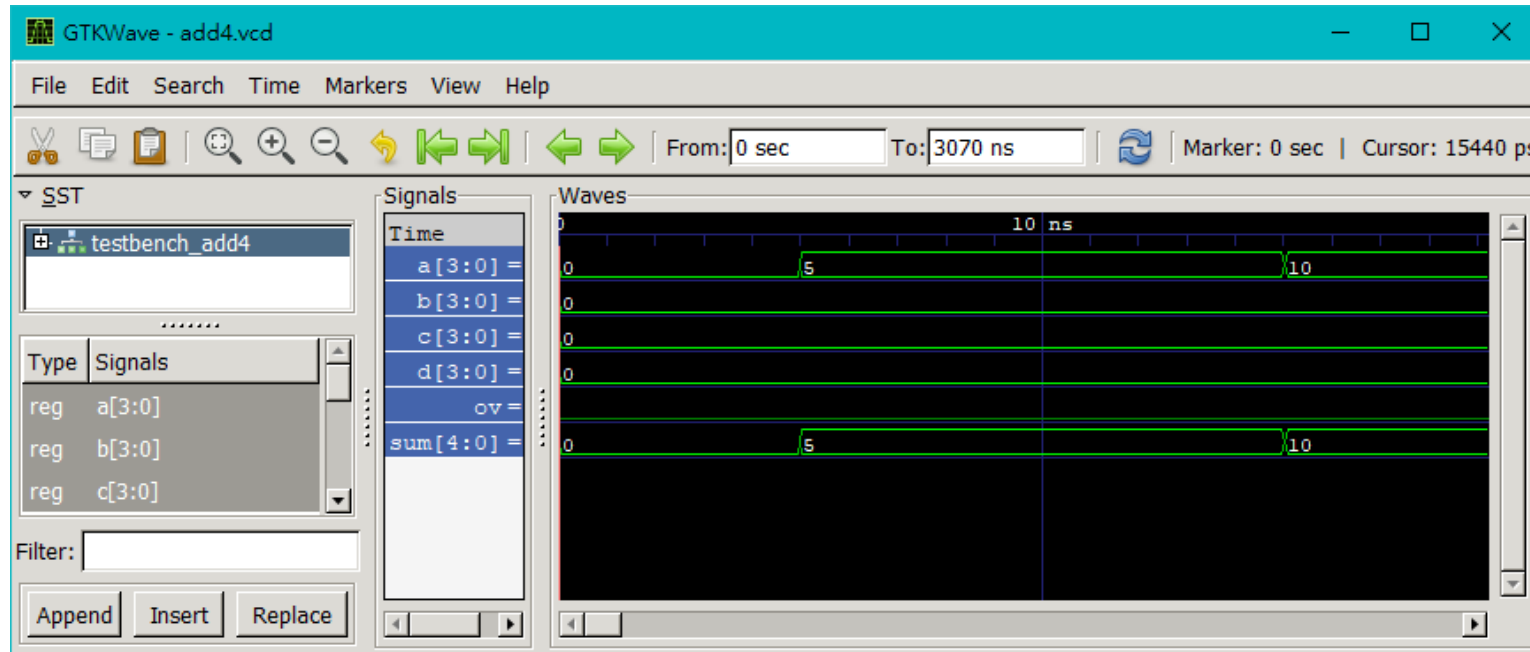 GTKWave - add4.vcd
File Edit Search Time Markers View Help
From: 0 sec To: 3070 ns Marker: 0 sec | Cursor: 15440 ps
SST
testbench_add4
Type Signals
reg a[3:0]
reg b[3:0]
reg c[3:0]
Filter:
Append Insert Replace
Signals
Time
a[3:0] =
b[3:0] =
c[3:0] =
d[3:0] =
ov =
sum[4:0] =
Waves
0 10 ns
0 5 10
0
0
0
0 5 10